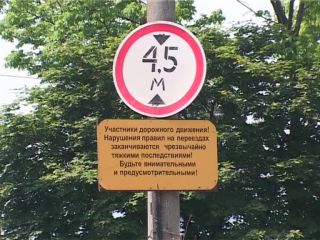 4,5
м
Участники дорожного движения!
Нарушения правил на переездах
заканчиваются чрезвычайно
тяжкими последствиями!
Будьте внимательными
и предусмотрительными!